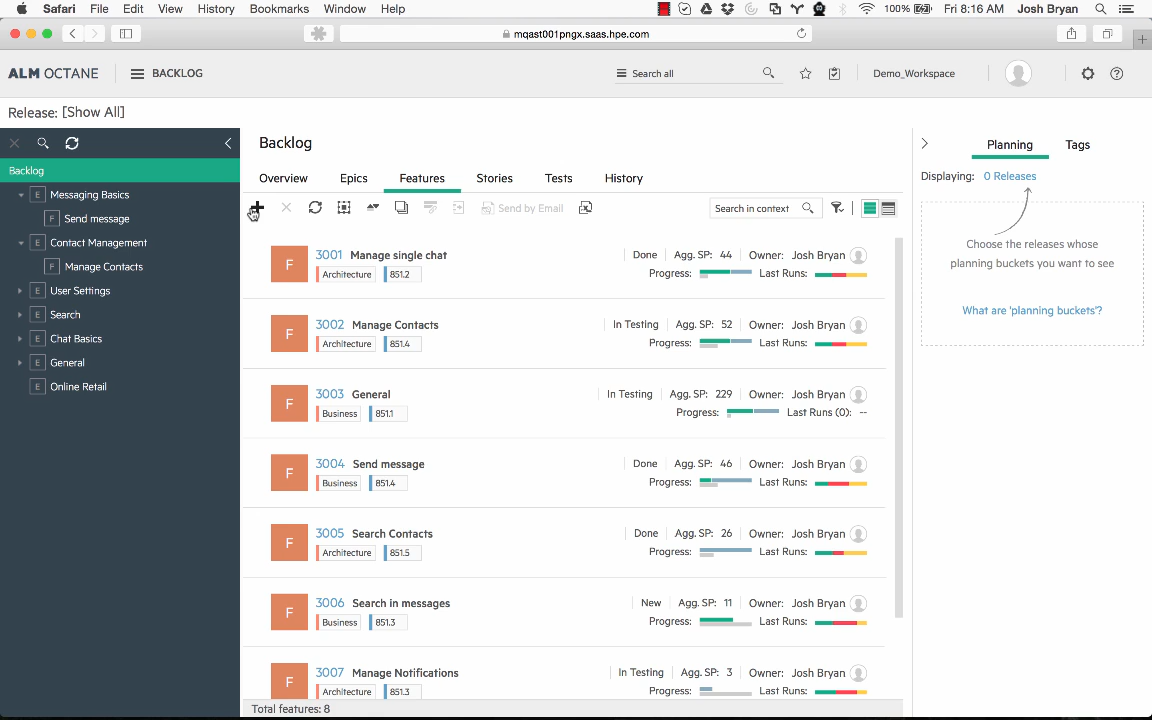 Safari File Edit View History Bookmarks Window Help 100% Fri 8:16 AM Josh Bryan
mqast001pngx.saas.hpe.com
ALM OCTANE BACKLOG Search all Demo_Workspace
Release: [Show All]
Backlog
Messaging Basics
Send message
Contact Management
Manage Contacts
User Settings
Search
Chat Basics
General
Online Retail
E
F
E
F
E
E
E
E
E
Backlog
Overview Epics Features Stories Tests History
Send by Email Search in context
F 3001 Manage single chat Done Agg. SP: 44 Owner: Josh Bryan
Architecture 851.2 Progress: Last Runs:
F 3002 Manage Contacts In Testing Agg. SP: 52 Owner: Josh Bryan
Architecture 851.4 Progress: Last Runs:
F 3003 General In Testing Agg. SP: 229 Owner: Josh Bryan
Business 851.1 Progress: Last Runs (0): --
F 3004 Send message Done Agg. SP: 46 Owner: Josh Bryan
Business 851.4 Progress: Last Runs:
F 3005 Search Contacts Done Agg. SP: 26 Owner: Josh Bryan
Architecture 851.5 Progress: Last Runs:
F 3006 Search in messages New Agg. SP: 11 Owner: Josh Bryan
Business 851.3 Progress: Last Runs:
F 3007 Manage Notifications In Testing Agg. SP: 3 Owner: Josh Bryan
Architecture 851.3 Progress: Last Runs:
Total features: 8
Planning Tags
Displaying: 0 Releases
Choose the releases whose
planning buckets you want to see
What are 'planning buckets'?